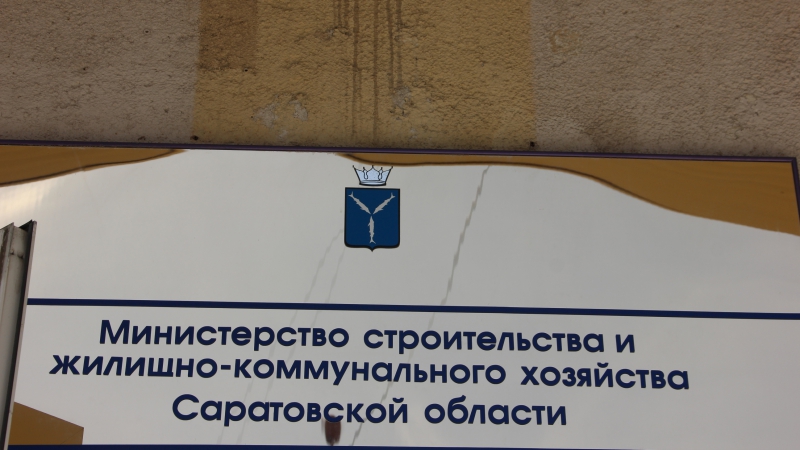 Министерство строительства и
жилищно-коммунального хозяйства
Саратовской области